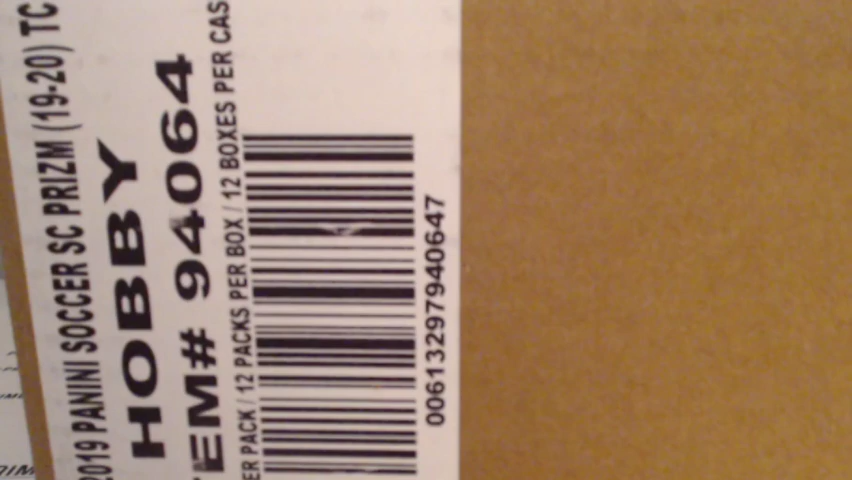 2019 PANINI SOCCER SC PRIZM (19-20) TC
HOBBY
EM# 94064
ER PACK / 12 PACKS PER BOX / 12 BOXES PER CAS
00613297940647